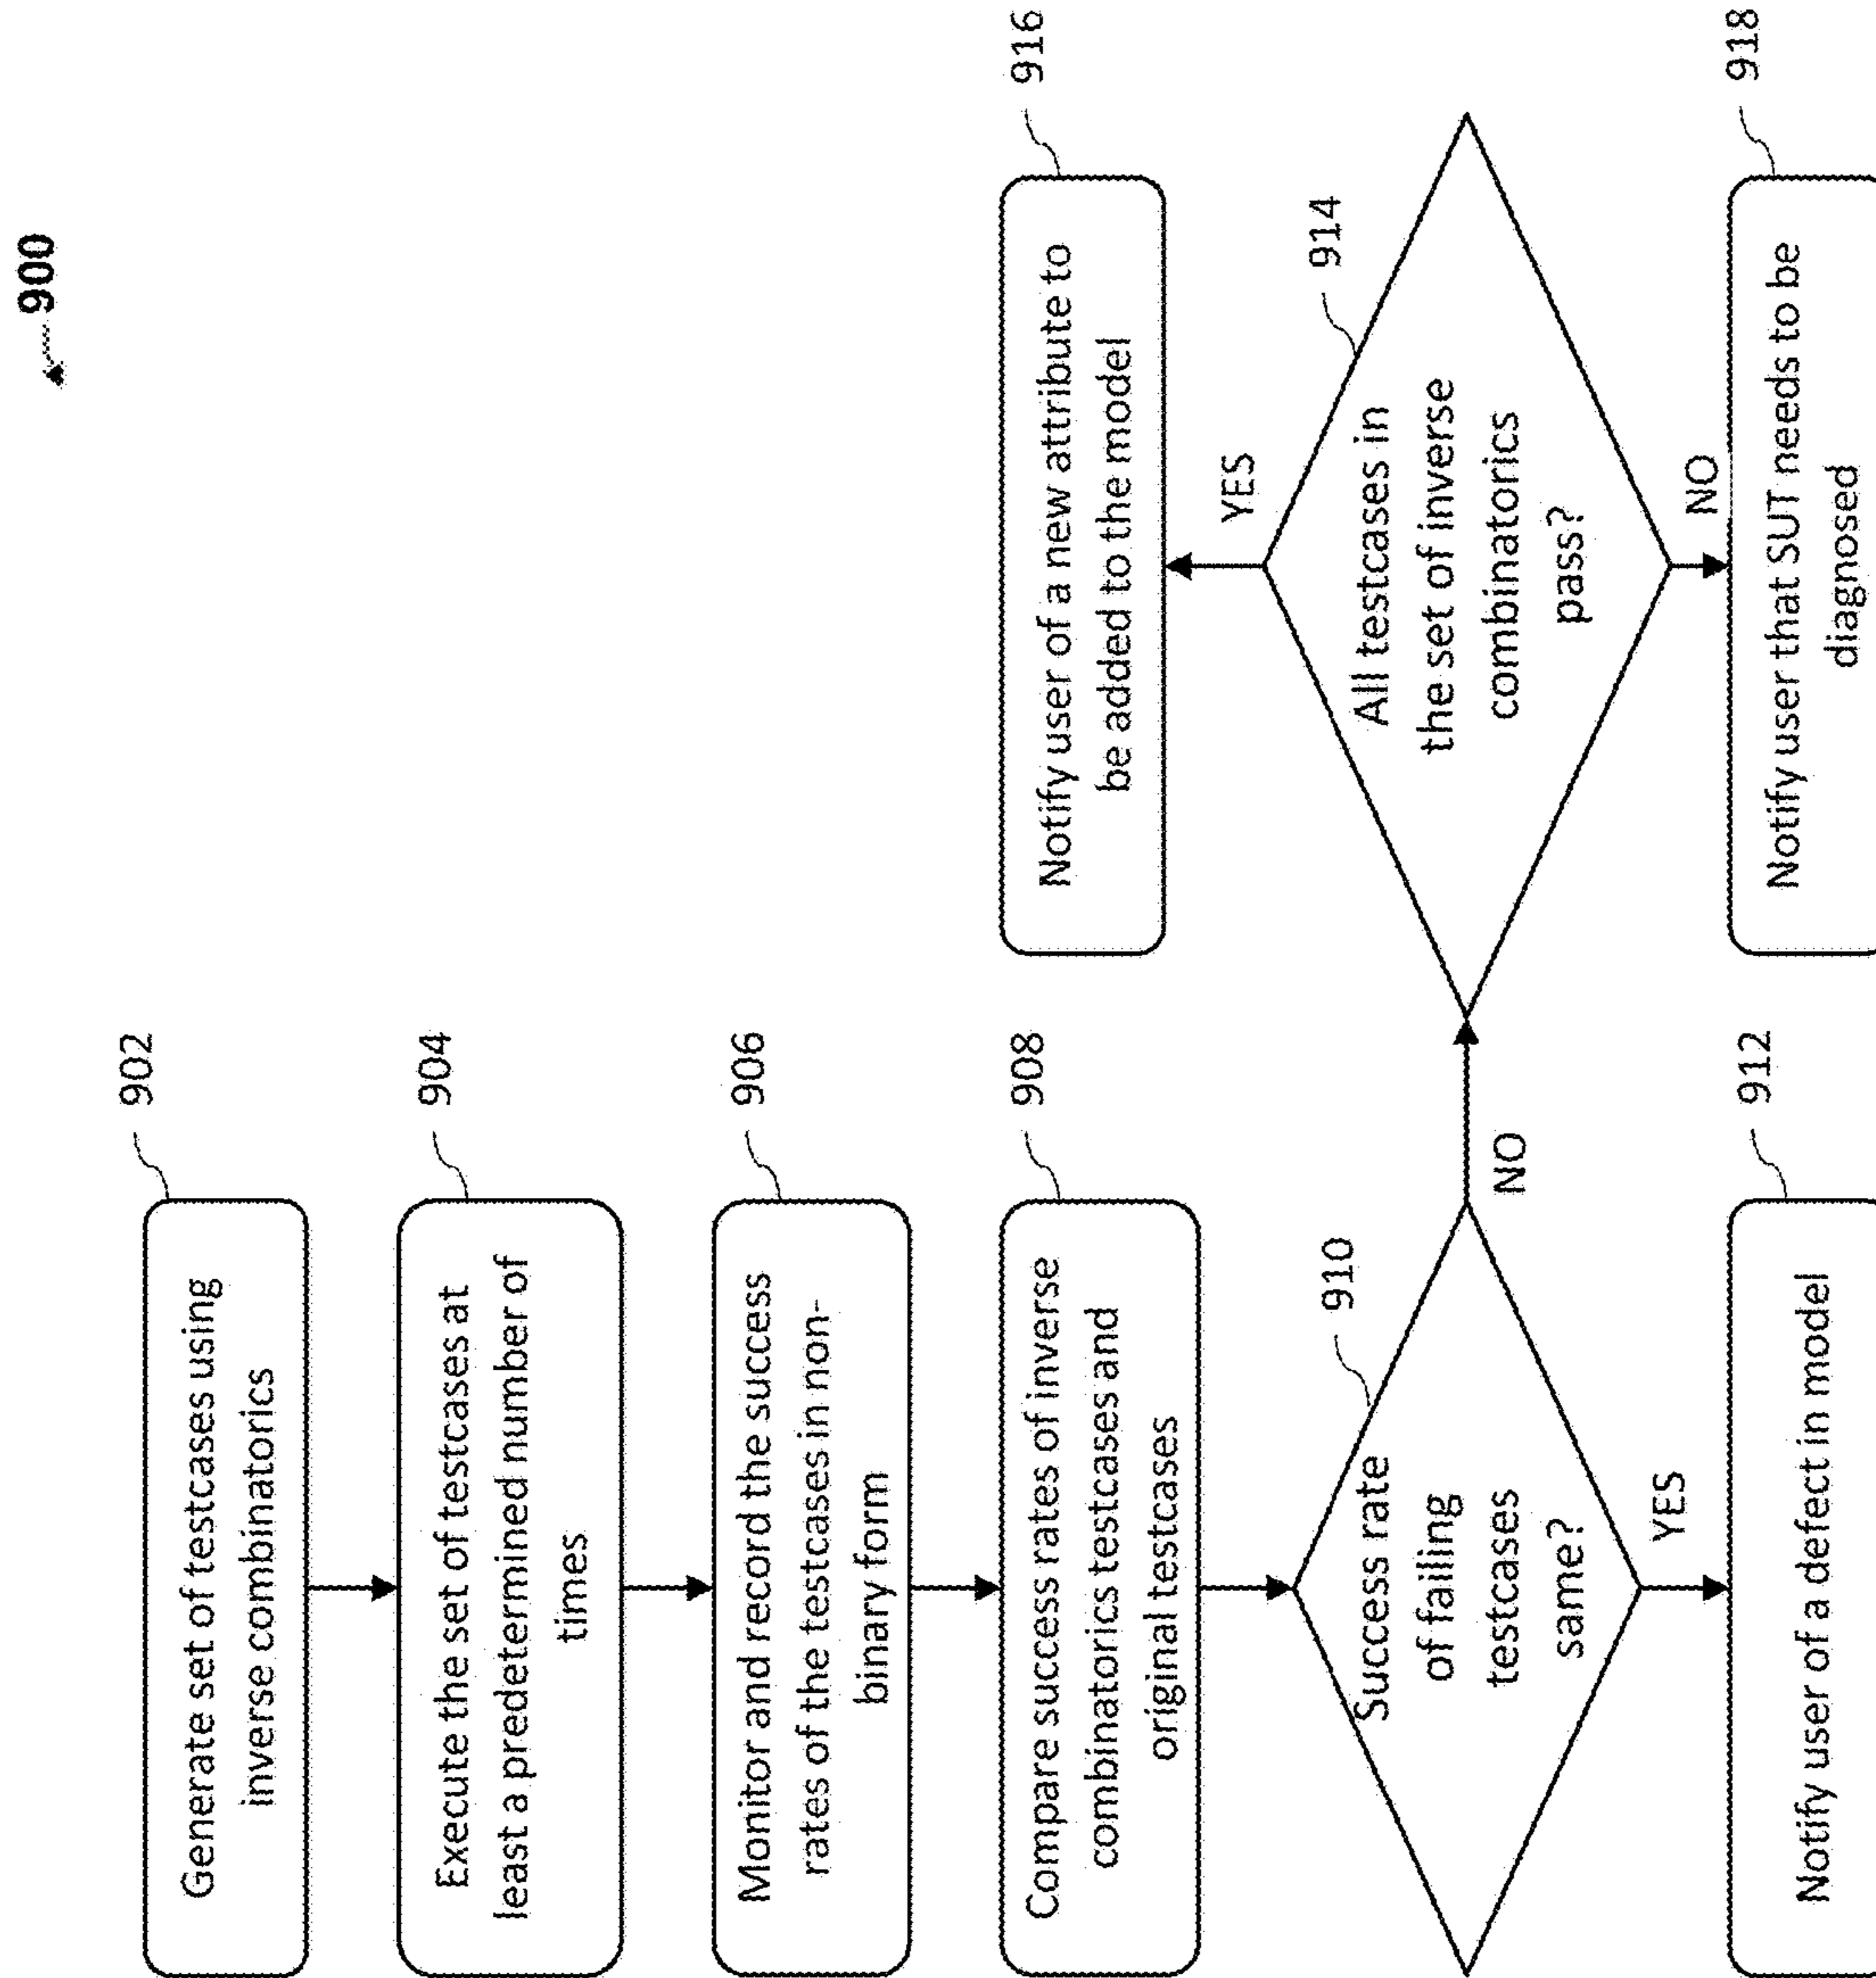 900
902
Generate set of testcases using
inverse combinatorics
904
Execute the set of testcases at
least a predetermined number of
times
906
Monitor and record the success
rates of the testcases in non-
binary form
908
Compare success rates of inverse
combinatorics testcases and
original testcases
910
Success rate
of failing
testcases
same?
NO
YES
912
Notify user of a defect in model
914
All testcases in
the set of inverse
combinatorics
pass?
YES
916
Notify user of a new attribute to
be added to the model
NO
918
Notify user that SUT needs to be
diagnosed